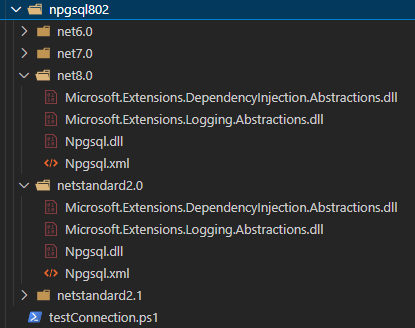 npgsql802
net6.0
net7.0
net8.0
Microsoft.Extensions.DependencyInjection.Abstractions.dll
Microsoft.Extensions.Logging.Abstractions.dll
Npgsql.dll
Npgsql.xml
netstandard2.0
Microsoft.Extensions.DependencyInjection.Abstractions.dll
Microsoft.Extensions.Logging.Abstractions.dll
Npgsql.dll
Npgsql.xml
netstandard2.1
testConnection.ps1